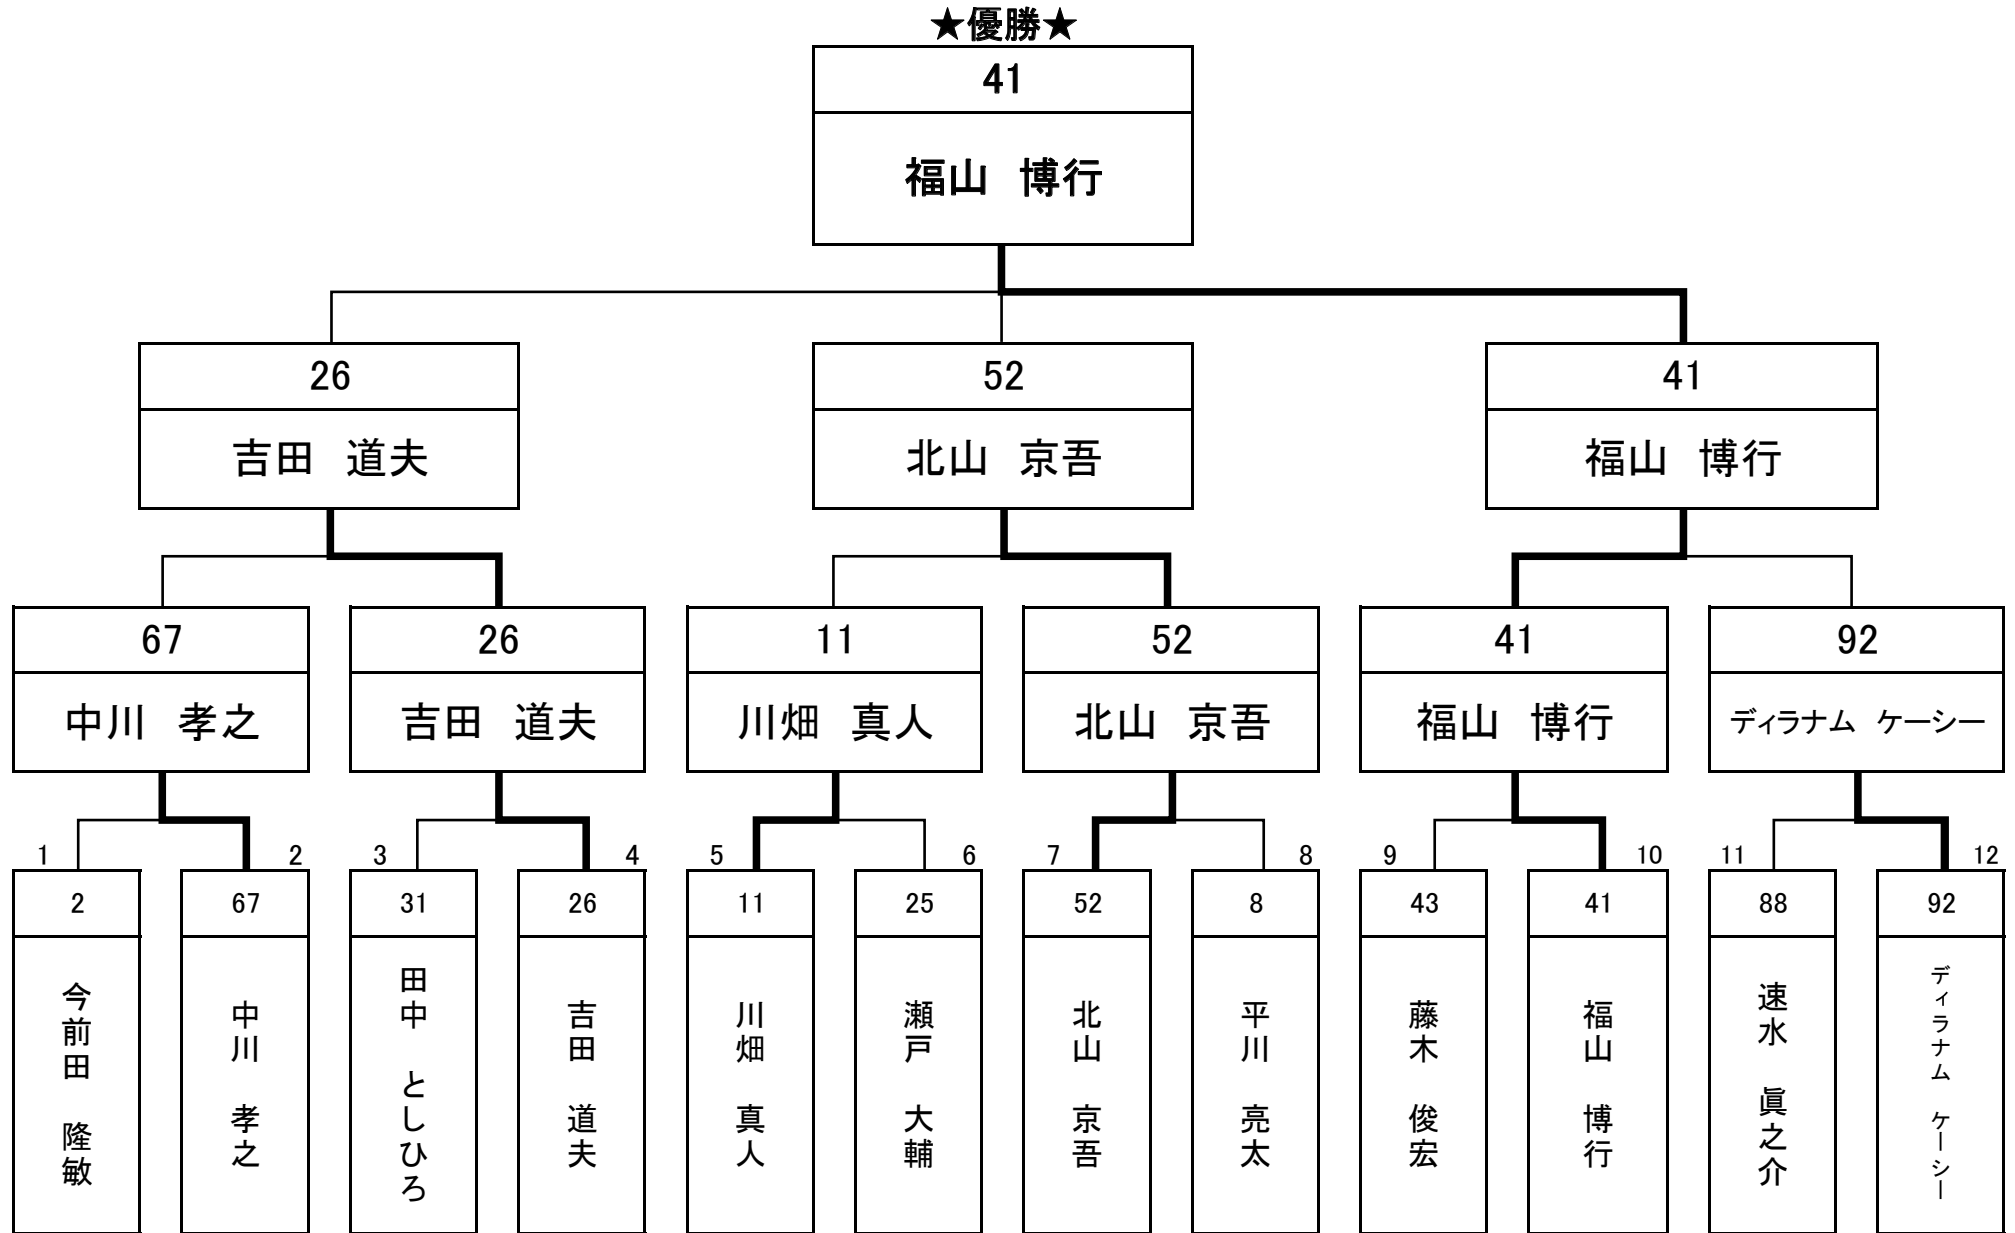 ★優勝★
41
福山　博行
26
52
41
吉田　道夫
北山　京吾
福山　博行
67
26
11
52
41
92
中川　孝之
吉田　道夫
川畑　真人
北山　京吾
福山　博行
ディラナム　ケーシー
1
2
3
4
5
6
7
8
9
10
11
12
2
67
31
26
11
25
52
8
43
41
88
92
今前田　隆敏
中川　孝之
田中　としひろ
吉田　道夫
川畑　真人
瀬戸　大輔
北山　京吾
平川　亮太
藤木　俊宏
福山　博行
速水　眞之介
ディラナム　ケーシー